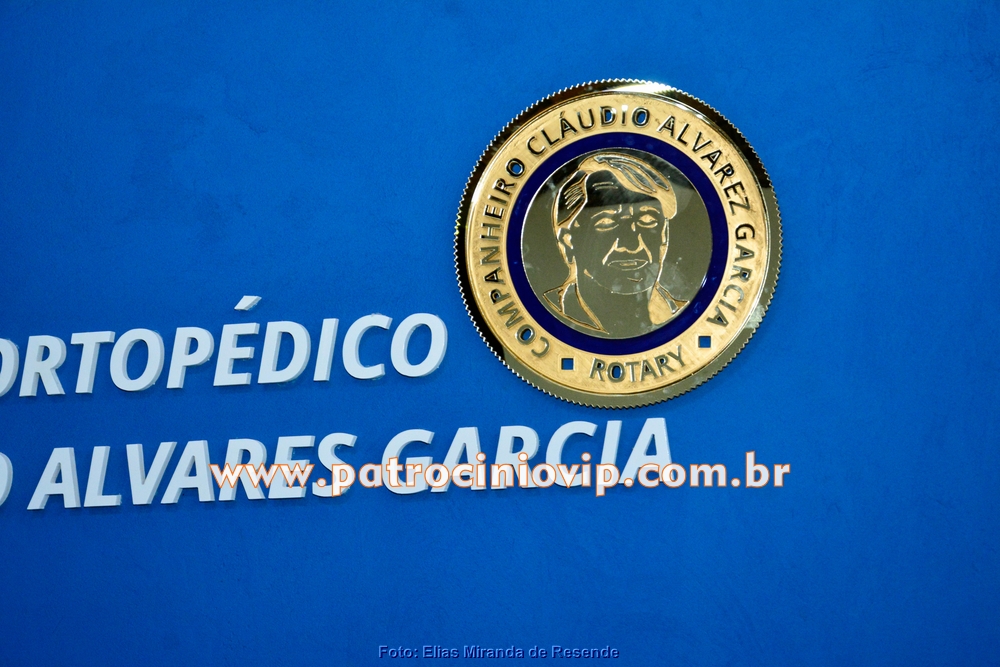 COMPANHEIRO CLÁUDIO ALVAREZ GARCIA
ROTARY
ORTOPÉDICO
O ALVARES GARCIA
www.patrociniovip.com.br
Foto: Elias Miranda de Resende